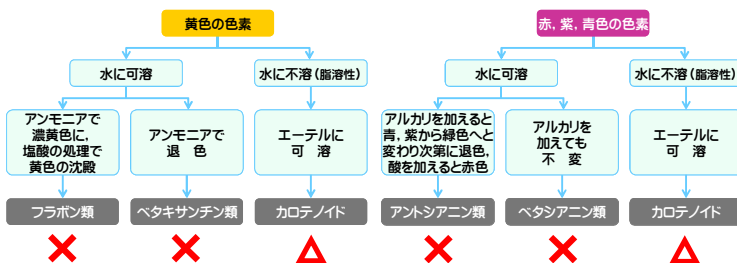 黄色の色素
赤, 紫, 青色の色素
水に可溶
水に不溶（脂溶性）
水に可溶
水に不溶（脂溶性）
アンモニアで
濃黄色に,
塩酸の処理で
黄色の沈殿
アンモニアで
退 色
エーテルに
可 溶
アルカリを加えると
青, 紫から緑色へと
変わり次第に退色,
酸を加えると赤色
アルカリを
加えても
不 変
エーテルに
可 溶
フラボン類
ベタキサンチン類
カロテノイド
アントシアニン類
ベタシアニン類
カロテノイド